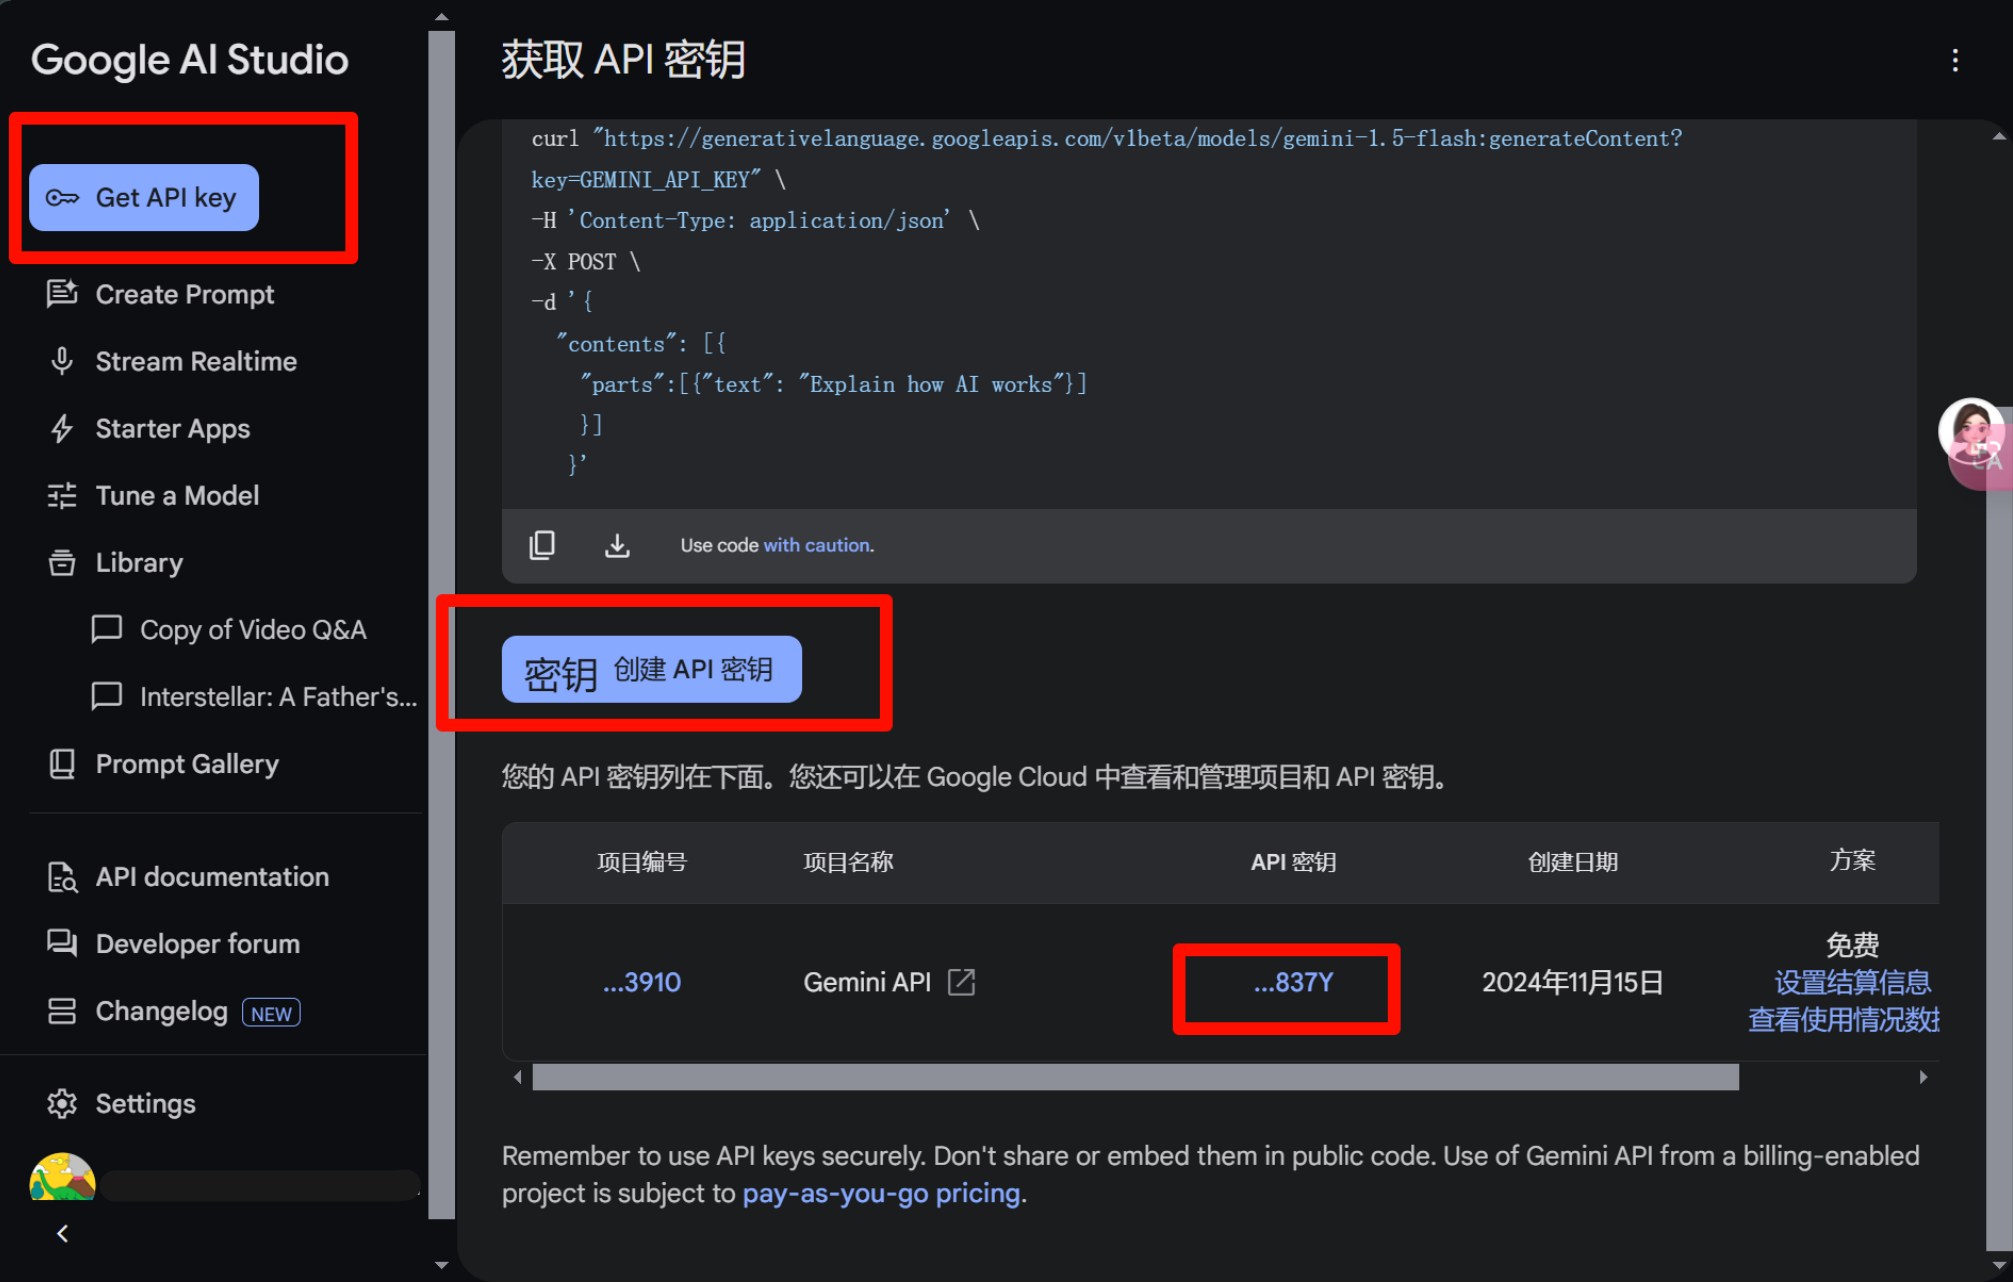 Google AI Studio
Get API key
Create Prompt
Stream Realtime
Starter Apps
Tune a Model
Library
Copy of Video Q&A
Interstellar: A Father's...
Prompt Gallery
API documentation
Developer forum
Changelog NEW
Settings
获取 API 密钥
curl "https://generativelanguage.googleapis.com/v1beta/models/gemini-1.5-flash:generateContent?
key=GEMINI_API_KEY" \
-H 'Content-Type: application/json' \
-X POST \
-d '{
"contents": [{
"parts":[{"text": "Explain how AI works"}]
}]
}'
Use code with caution.
密钥 创建 API 密钥
您的 API 密钥列在下面。您还可以在 Google Cloud 中查看和管理项目和 API 密钥。
项目编号 项目名称 API 密钥 创建日期 方案
...3910 Gemini API ...837Y 2024年11月15日 免费
设置结算信息
查看使用情况数据
Remember to use API keys securely. Don't share or embed them in public code. Use of Gemini API from a billing-enabled
project is subject to pay-as-you-go pricing.